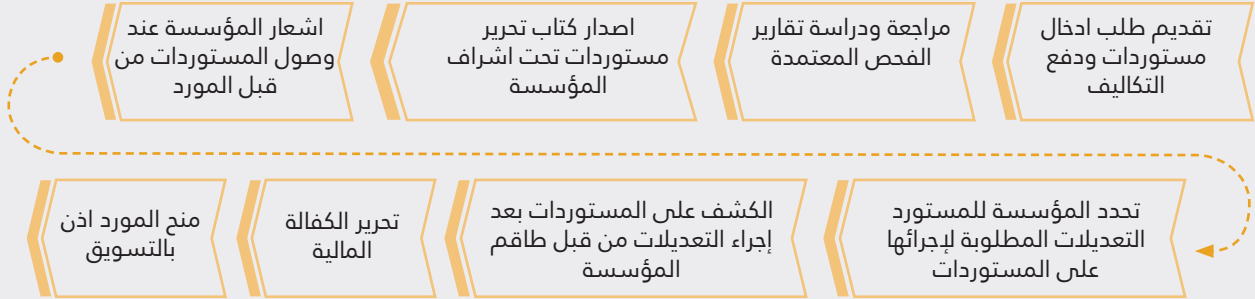 تقديم طلب ادخال
مستوردات ودفع
التكاليف
مراجعة ودراسة تقارير
الفحص المعتمدة
اصدار كتاب تحرير
مستوردات تحت اشراف
المؤسسة
اشعار المؤسسة عند
وصول المستوردات من
قبل المورد
تحدد المؤسسة للمستورد
التعديلات المطلوبة لإجرائها
على المستوردات
الكشف على المستوردات بعد
إجراء التعديلات من قبل طاقم
المؤسسة
تحرير الكفالة
المالية
منح المورد اذن
بالتسويق